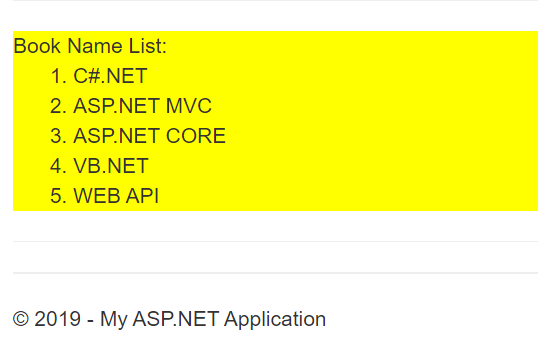 Book Name List:
1. C#.NET
2. ASP.NET MVC
3. ASP.NET CORE
4. VB.NET
5. WEB API
© 2019 - My ASP.NET Application